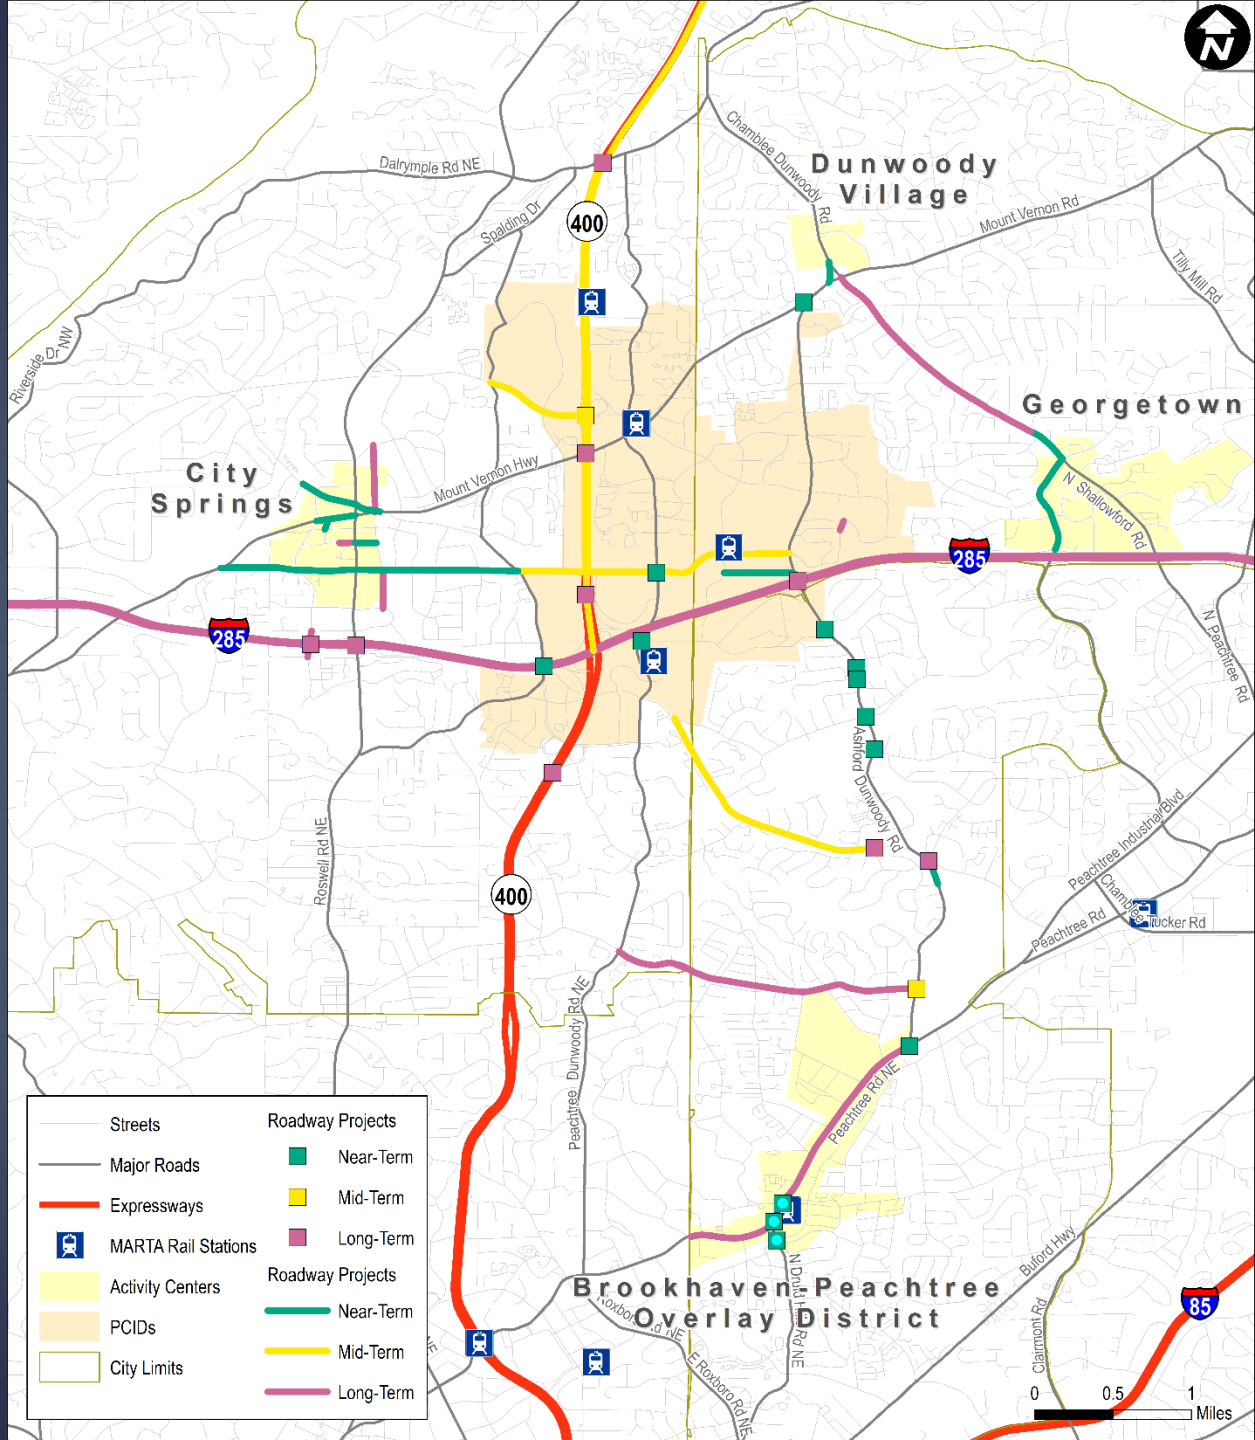 N
Dalrymple Rd NE
Spalding Dr
400
Chamblee Dunwoody Rd
Dunwoody
Village
Mount Vernon Rd
Tilly Mill Rd
Riverside Dr NW
Georgetown
City
Springs
Mount Vernon Hwy
N Shallowford Rd
285
285
N Peachtree Rd
Ashford Dunwoody Rd
Roswell Rd NE
400
Peachtree Industrial Blvd
Chamblee Tucker Rd
Peachtree Rd
Peachtree Dunwoody Rd NE
Peachtree Rd NE
Buford Hwy
Clairmont Rd
85
Brookhaven-Peachtree
Overlay District
N Druid Hills Rd NE
Roxboro Rd NE
E Roxboro Rd NE
NE
Streets
Major Roads
Expressways
MARTA Rail Stations
Activity Centers
PCIDs
City Limits
Roadway Projects
Near-Term
Mid-Term
Long-Term
Roadway Projects
Near-Term
Mid-Term
Long-Term
0 0.5 1
Miles